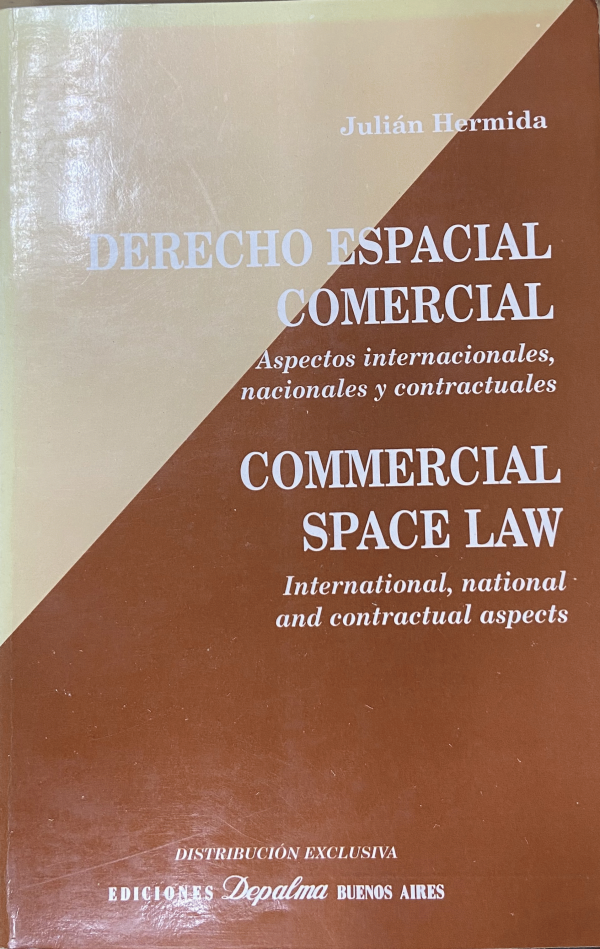 Julián Hermida
DERECHO ESPACIAL
COMERCIAL
Aspectos internacionales,
nacionales y contractuales
COMMERCIAL
SPACE LAW
International, national
and contractual aspects
DISTRIBUCIÓN EXCLUSIVA
EDICIONES Depalma BUENOS AIRES